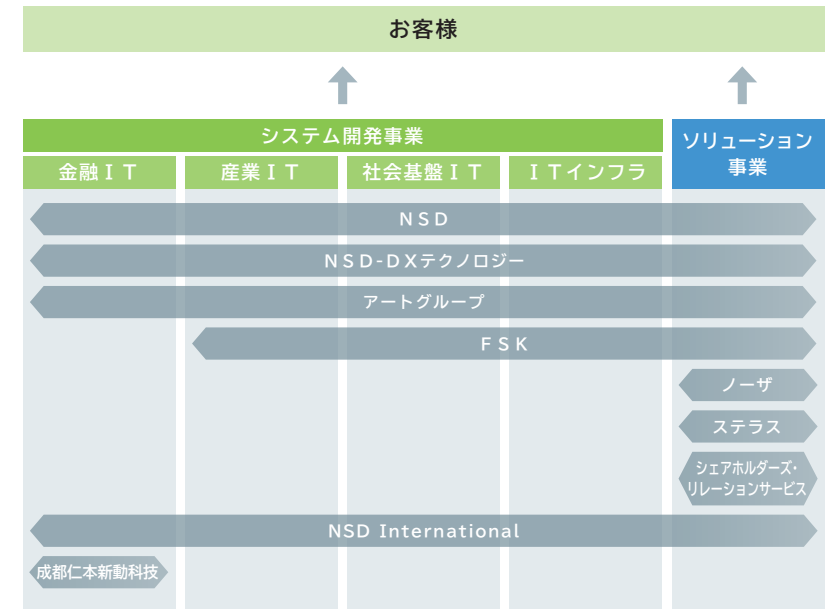 お客様
システム開発事業
ソリューション
事業
金融ＩＴ
産業ＩＴ
社会基盤ＩＴ
ＩＴインフラ
ＮＳＤ
ＮＳＤ-ＤＸテクノロジー
アートグループ
ＦＳＫ
ノーザ
ステラス
シェアホルダーズ・
リレーションサービス
NSD International
成都仁本新動科技